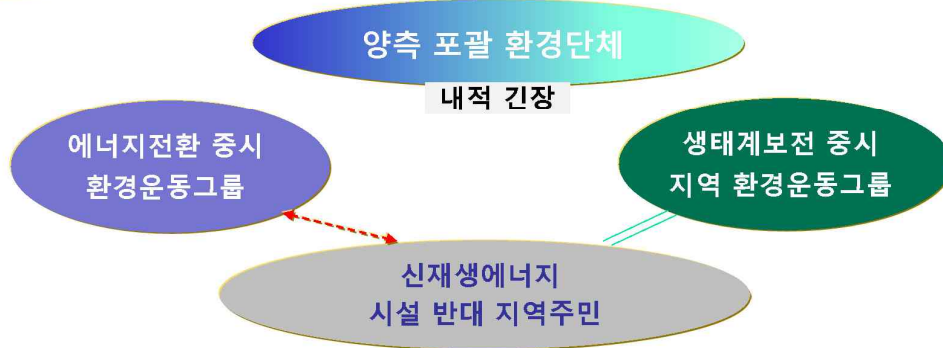 양측 포괄 환경단체
내적 긴장
에너지전환 중시
환경운동그룹
생태계보전 중시
지역 환경운동그룹
신재생에너지
시설 반대 지역주민